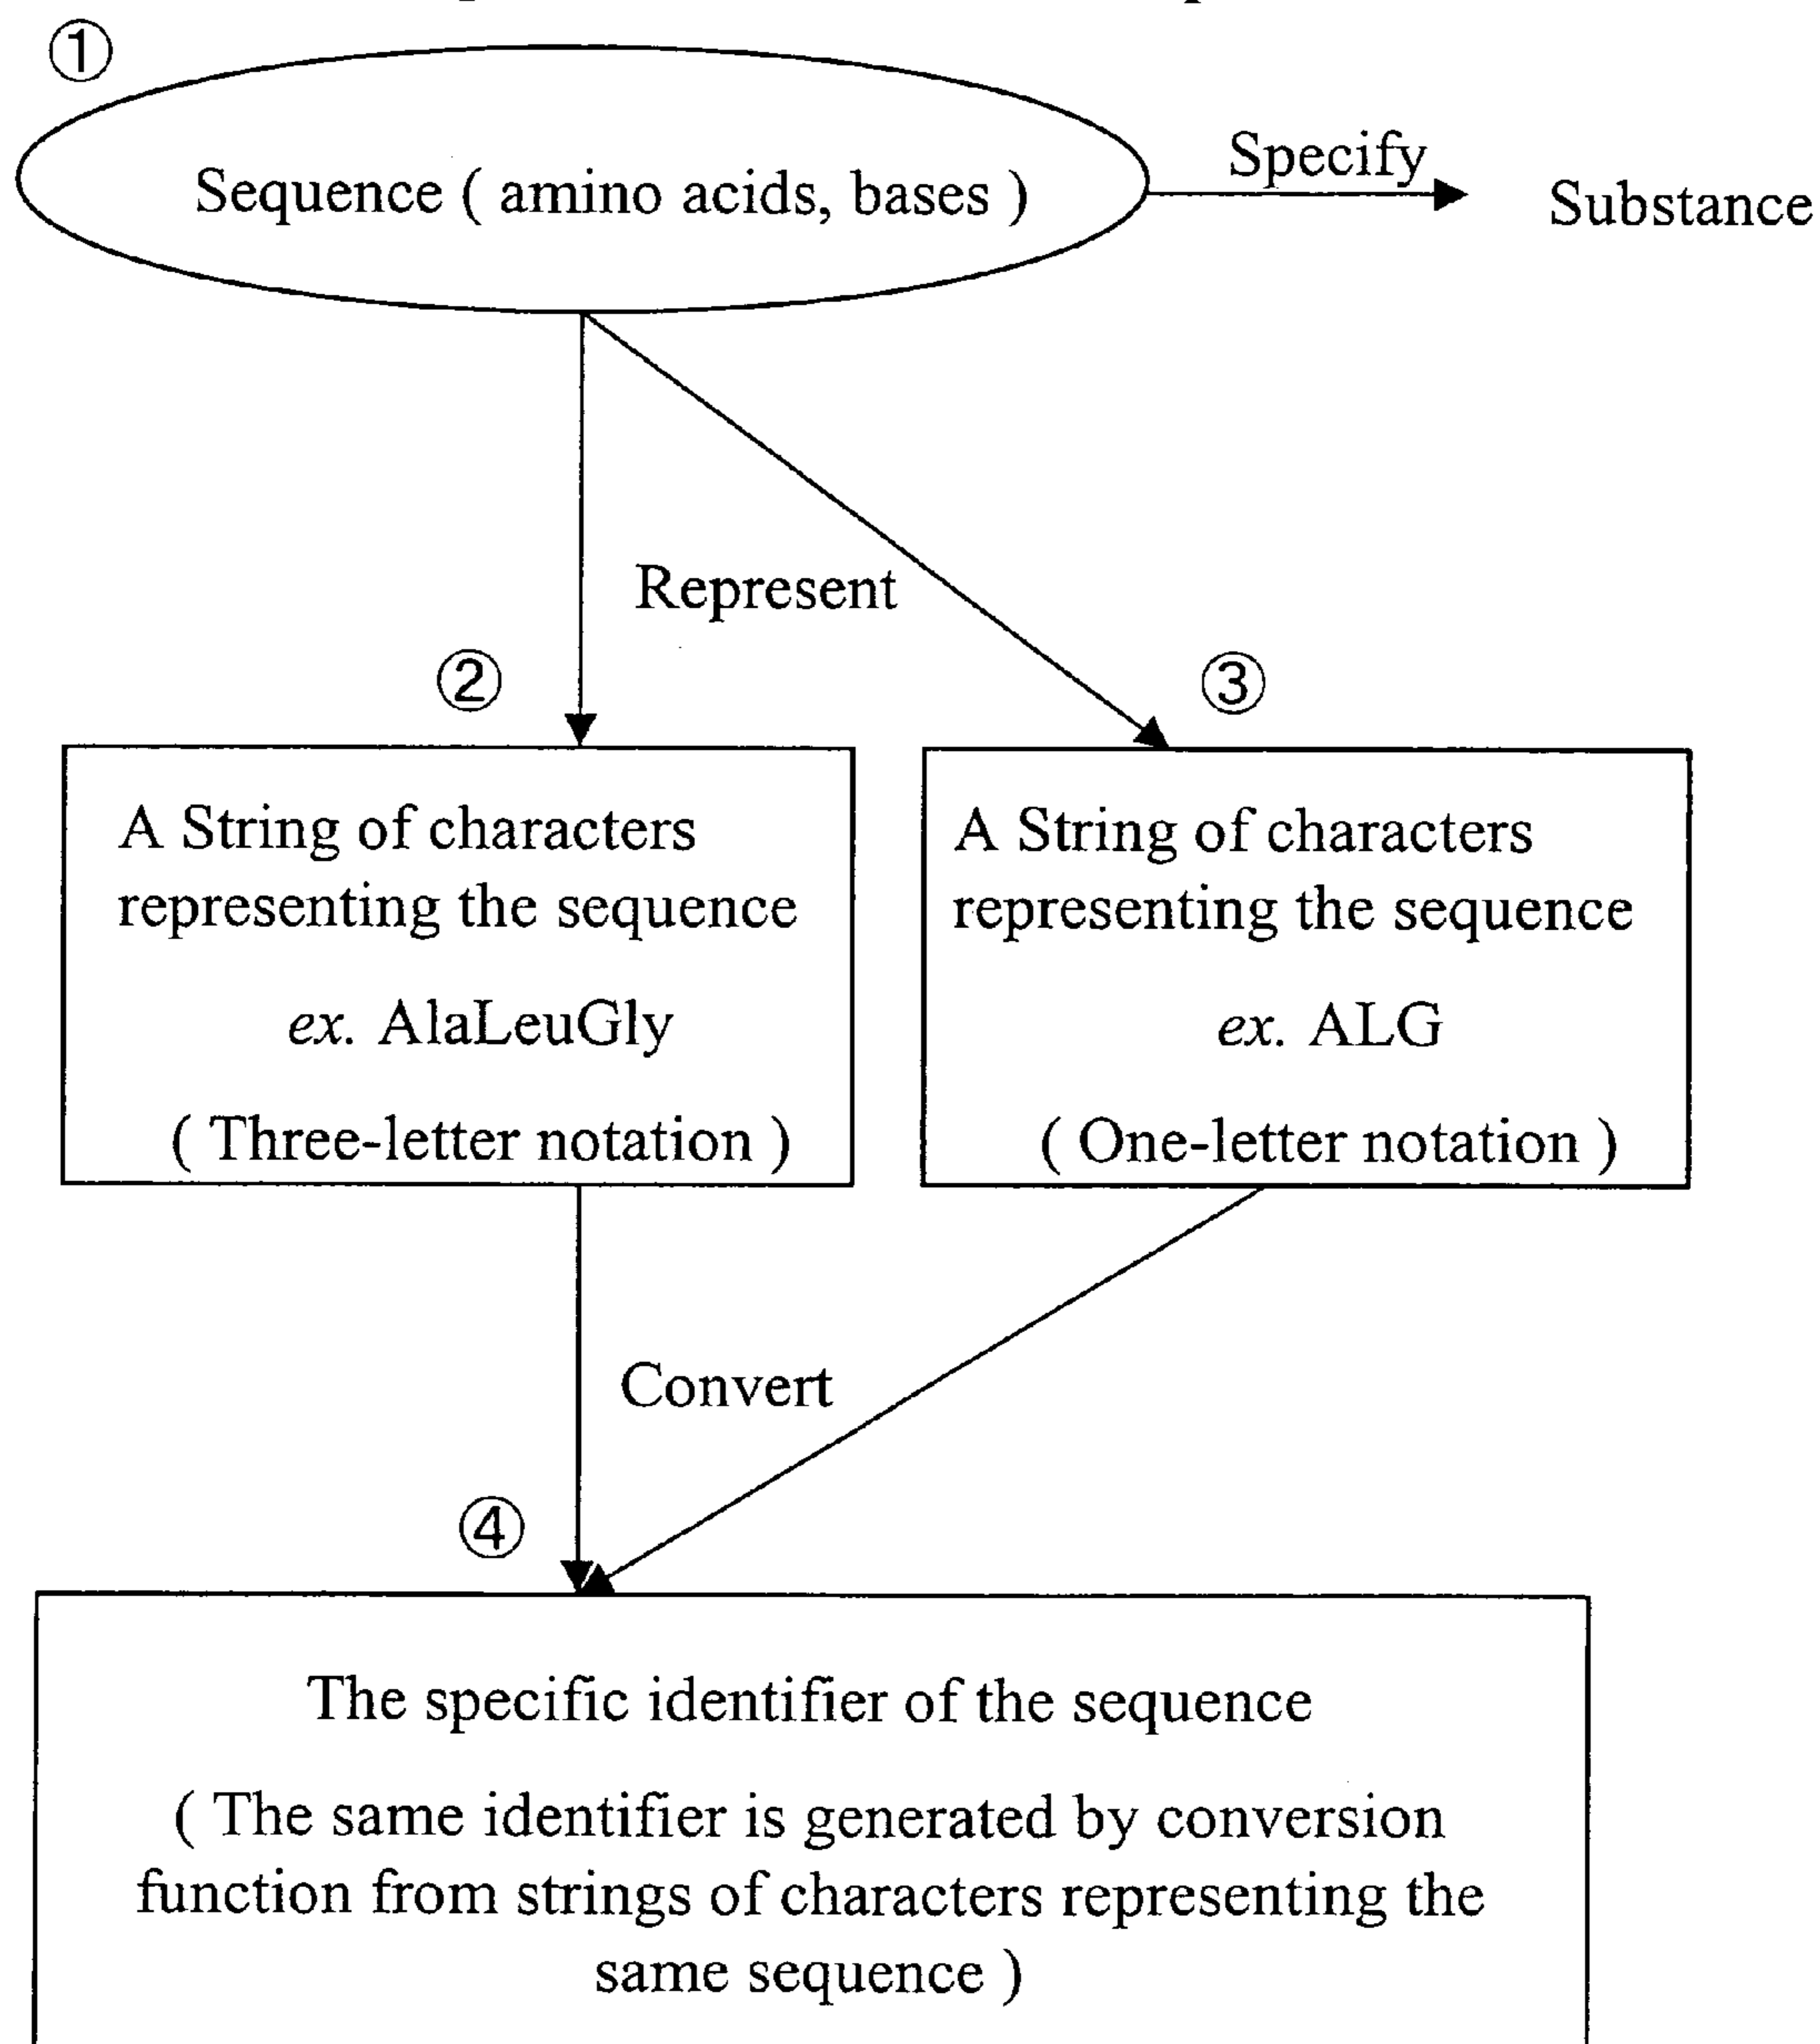 ①
Sequence ( amino acids, bases )
Specify
Substance
Represent
②
③
A String of characters
representing the sequence
ex. AlaLeuGly
( Three-letter notation )
A String of characters
representing the sequence
ex. ALG
( One-letter notation )
Convert
④
The specific identifier of the sequence
( The same identifier is generated by conversion
function from strings of characters representing the
same sequence )